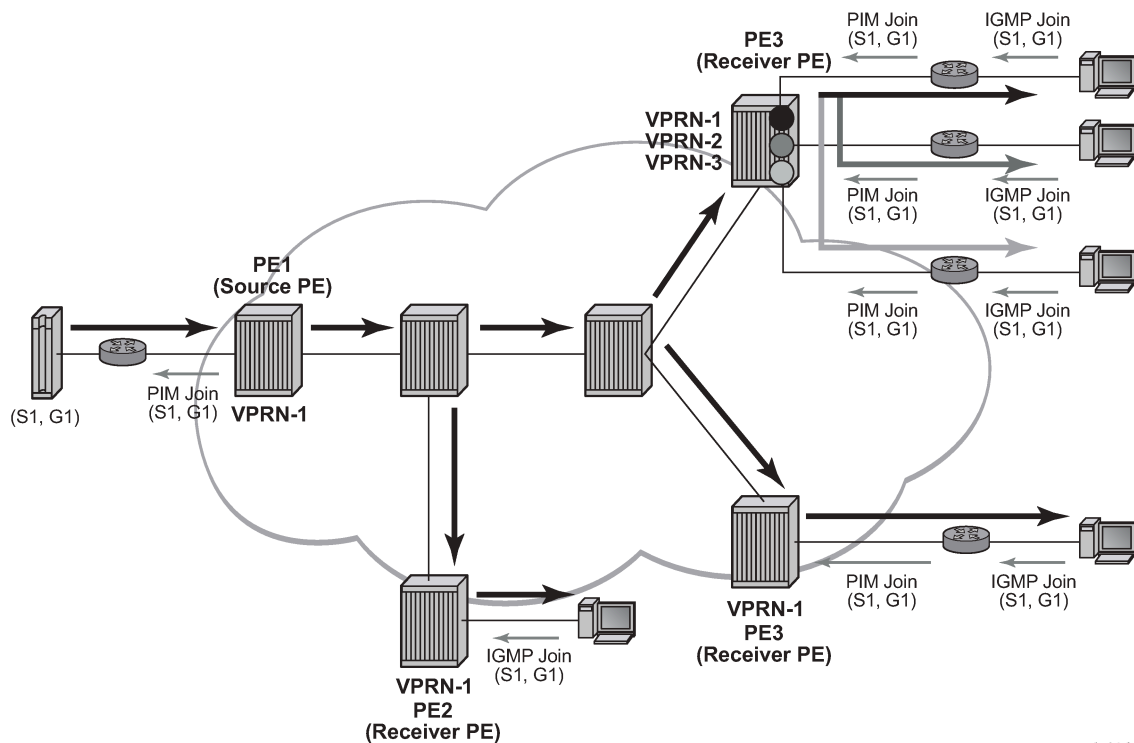 PIM Join
(S1, G1)
IGMP Join
(S1, G1)
PE3
(Receiver PE)
VPRN-1
VPRN-2
VPRN-3
PIM Join
(S1, G1)
IGMP Join
(S1, G1)
PE1
(Source PE)
PIM Join
(S1, G1)
IGMP Join
(S1, G1)
PIM Join
(S1, G1)
(S1, G1)
VPRN-1
PIM Join
(S1, G1)
IGMP Join
(S1, G1)
VPRN-1
PE3
(Receiver PE)
IGMP Join
(S1, G1)
VPRN-1
PE2
(Receiver PE)